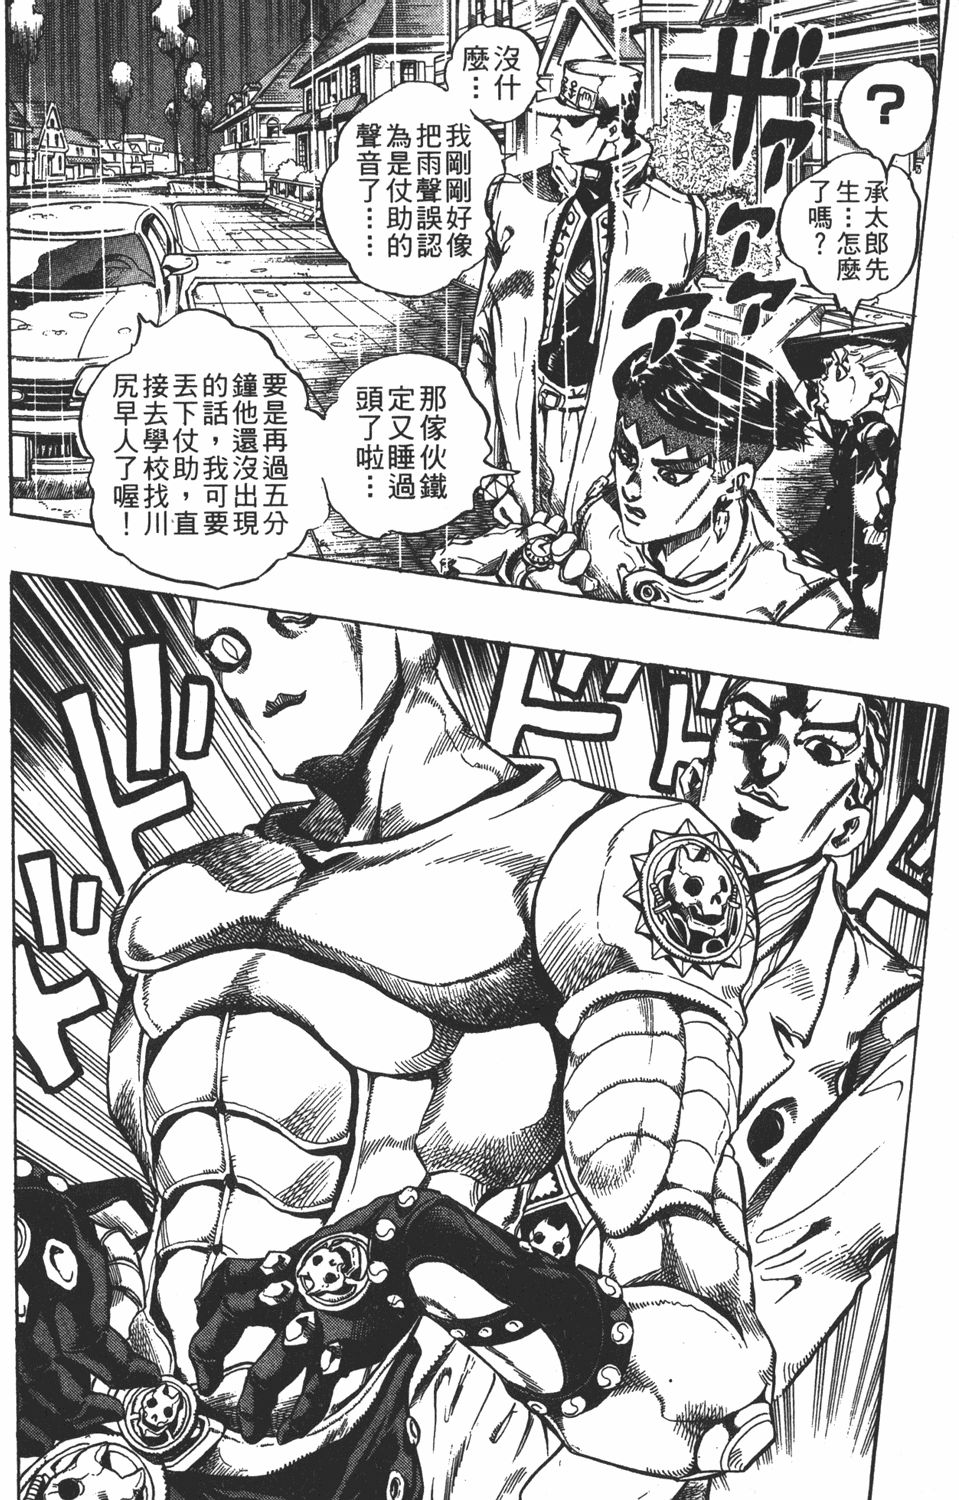 ？
承太郎先
生…怎麼
了嗎？
ザァァァァ
沒什
麼…
我剛剛好像
把雨聲誤認
為是仗助的
聲音了……
那傢伙鐵
定又睡過
頭了啦…
要是再過五分
鐘他還沒出現
的話，我可要
丟下仗助，直
接去學校找川
尻早人了喔！
ドドドド
ド